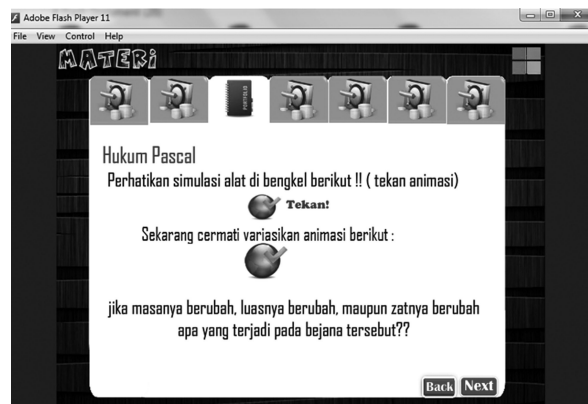 Adobe Flash Player 11
File View Control Help
MATERi
PORTFOLIO
Hukum Pascal
Perhatikan simulasi alat di bengkel berikut !! ( tekan animasi)
Tekan!
Sekarang cermati variasikan animasi berikut :
jika masanya berubah, luasnya berubah, maupun zatnya berubah
apa yang terjadi pada bejana tersebut??
Back Next